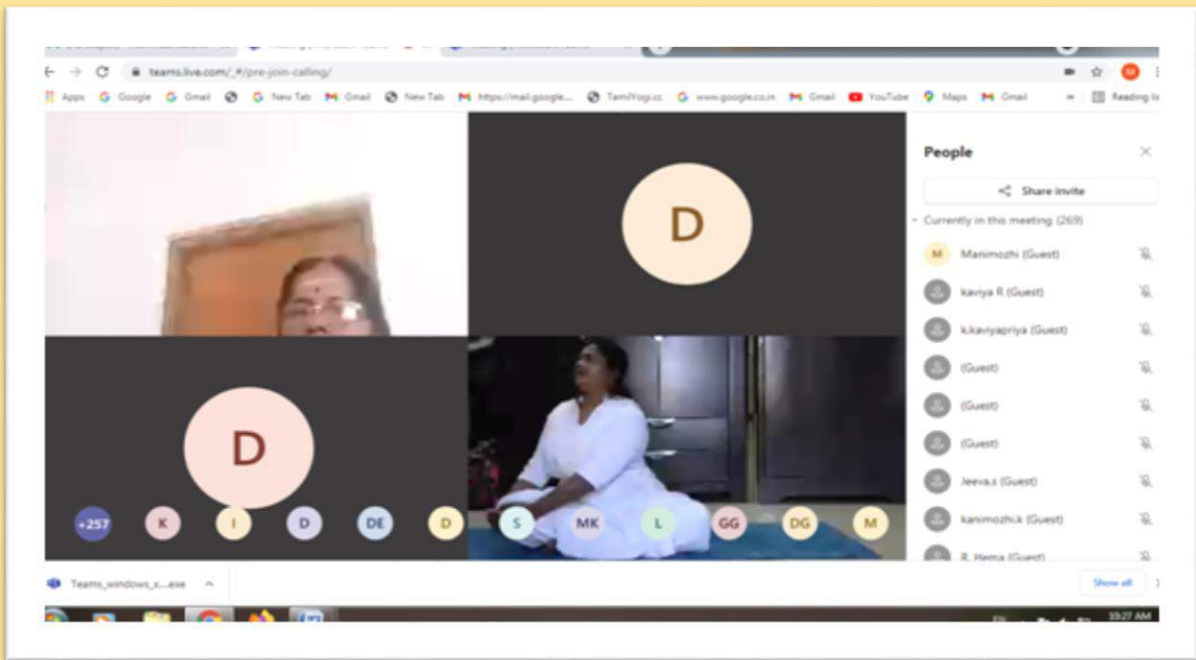 teams.live.com/_#/pre-join-calling/
M
Apps Google Gmail New Tab Gmail New Tab https://mail.google... TamilYogi.cc www.google.co.in Gmail YouTube Maps Gmail Reading
People
Share invite
Currently in this meeting (269)
M Manimozhi (Guest)
kaviya R (Guest)
k.kaviyapriya (Guest)
(Guest)
(Guest)
(Guest)
Jeeva.s (Guest)
kanimozhi.k (Guest)
R. Hema (Guest)
D
D
+257 K I D DE D S MK L GG DG M
Teams_windows_x....exe
Show all
EN
10:27 AM